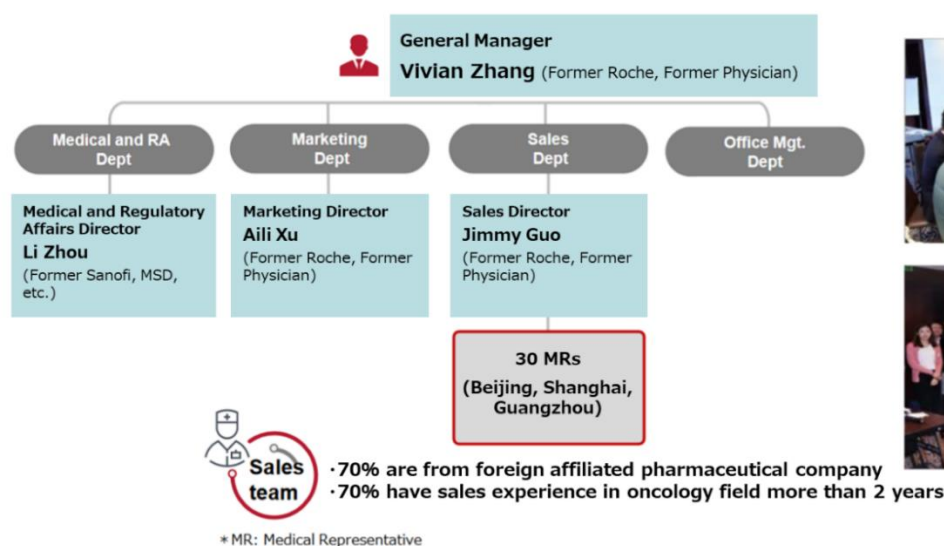 General Manager
Vivian Zhang (Former Roche, Former Physician)
Medical and RA
Dept
Marketing
Dept
Sales
Dept
Office Mgt.
Dept
Medical and Regulatory
Affairs Director
Li Zhou
(Former Sanofi, MSD,
etc.)
Marketing Director
Aili Xu
(Former Roche, Former
Physician)
Sales Director
Jimmy Guo
(Former Roche, Former
Physician)
30 MRs
(Beijing, Shanghai,
Guangzhou)
Sales
team
・70% are from foreign affiliated pharmaceutical company
・70% have sales experience in oncology field more than 2 years
* MR: Medical Representative